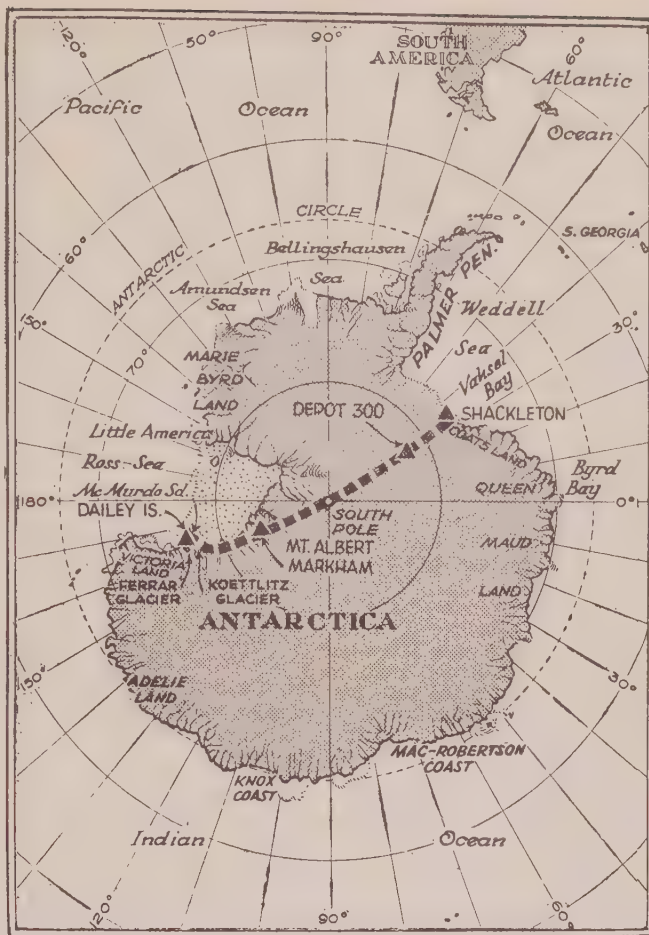 120°
50°
90°
SOUTH
AMERICA
60°
Atlantic
Ocean
Pacific
Ocean
60°
CIRCLE
ANTARCTIC
Bellingshausen
Sea
Amundsen
Sea
S. GEORGIA
PALMER PEN.
Weddell
Sea
Vahsel
Bay
30°
150°
70°
MARIE
BYRD
LAND
DEPOT 300
SHACKLETON
COATS LAND
Little America
Ross Sea
Mc Murdo Sd.
DAILEY IS.
QUEEN
MAUD
LAND
Byrd
Bay
180°
0°
SOUTH
POLE
MT. ALBERT
MARKHAM
VICTORIA
LAND
FERRAR
GLACIER
KOETTLITZ
GLACIER
ANTARCTICA
150°
30°
ADELIE
LAND
MAC-ROBERTSON
COAST
KNOX
COAST
Indian
Ocean
120°
90°
60°